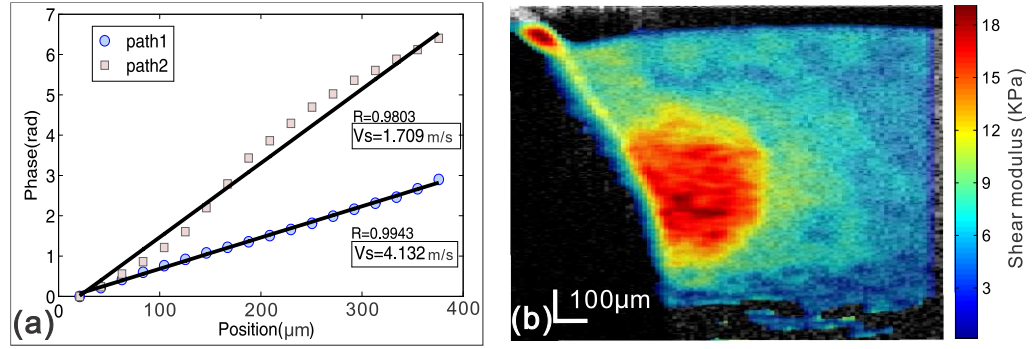 7
6
5
4
3
2
1
0
Phase(rad)
path1
path2
R=0.9803
Vs=1.709 m/s
R=0.9943
Vs=4.132 m/s
0
100
200
300
400
Position(μm)
(a)
(b)
100μm
18
15
12
9
6
3
Shear modulus (KPa)